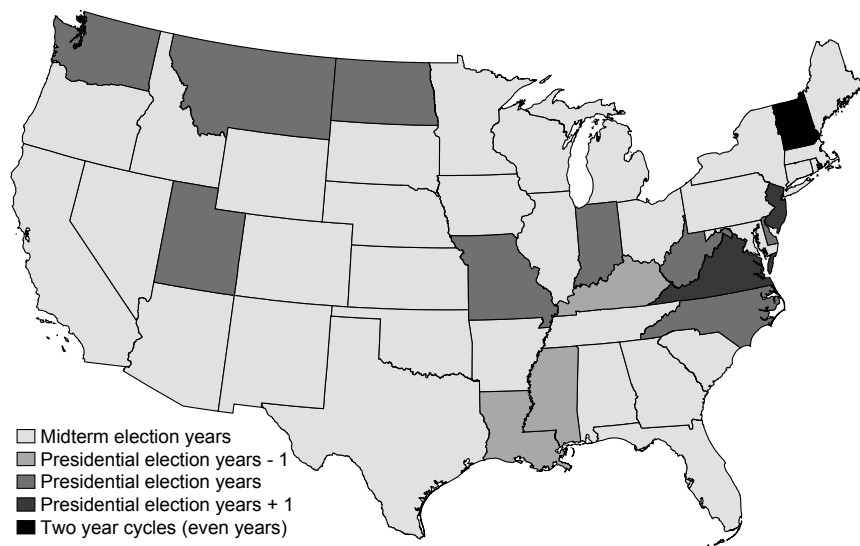 Midterm election years
Presidential election years - 1
Presidential election years
Presidential election years + 1
Two year cycles (even years)